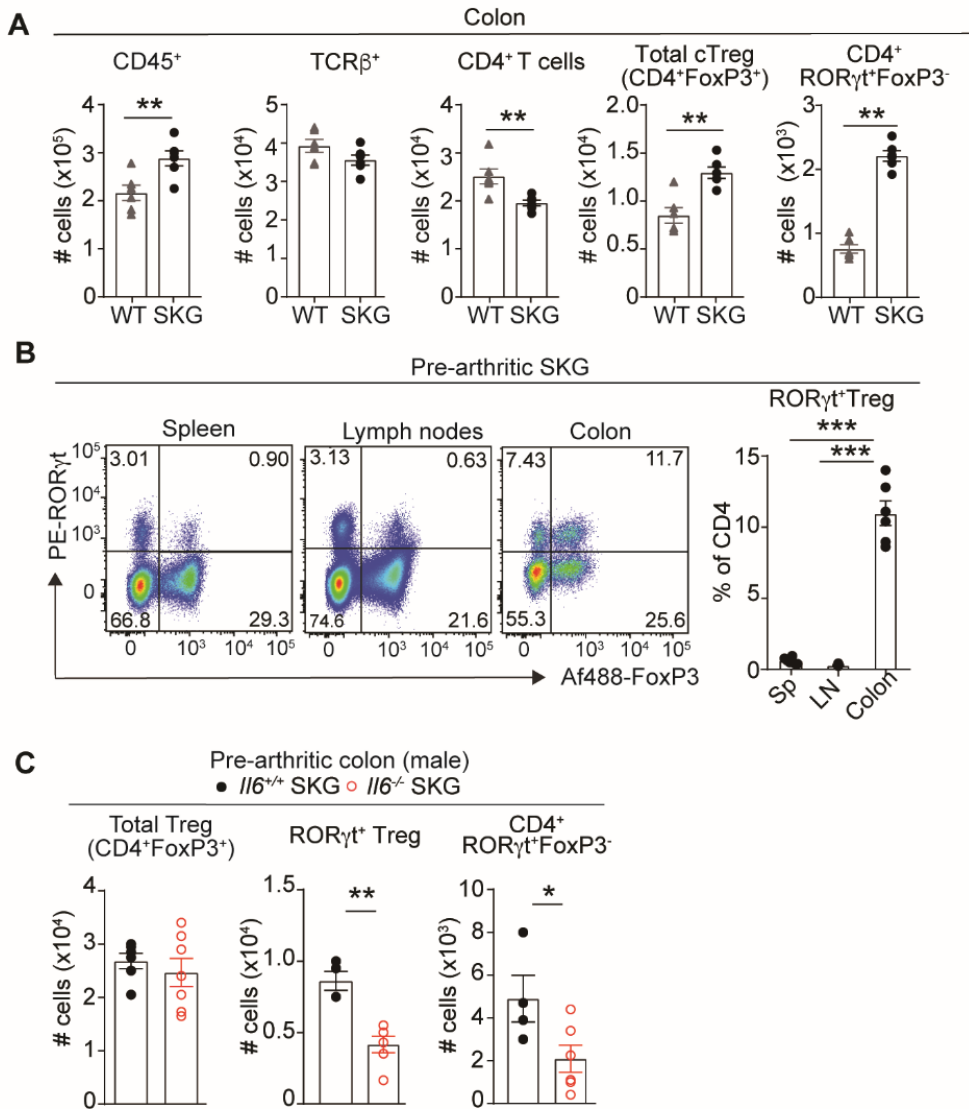 A
Colon
CD45⁺
TCRβ⁺
CD4⁺ T cells
Total cTreg
(CD4⁺FoxP3⁺)
CD4⁺
RORγt⁺FoxP3⁻
**
**
**
**
# cells (x10⁵)
4
3
2
1
0
WT SKG
# cells (x10⁴)
5
4
3
2
1
0
WT SKG
# cells (x10⁴)
4
3
2
1
0
WT SKG
# cells (x10⁴)
2.0
1.5
1.0
0.5
0
WT SKG
# cells (x10³)
3
2
1
0
WT SKG
B
Pre-arthritic SKG
Spleen
Lymph nodes
Colon
PE-RORγt
10⁵
10⁴
10³
0
3.01 0.90
66.8 29.3
0 10³ 10⁴ 10⁵
3.13 0.63
74.6 21.6
0 10³ 10⁴ 10⁵
7.43 11.7
55.3 25.6
0 10³ 10⁴ 10⁵
Af488-FoxP3
RORγt⁺Treg
***
***
% of CD4
15
10
5
0
Sp
LN
Colon
C
Pre-arthritic colon (male)
Il6⁺/⁺ SKG Il6⁻/⁻ SKG
Total Treg
(CD4⁺FoxP3⁺)
RORγt⁺ Treg
CD4⁺
RORγt⁺FoxP3⁻
**
*
# cells (x10⁴)
4
3
2
1
0
# cells (x10⁴)
1.5
1.0
0.5
0
# cells (x10³)
10
8
6
4
2
0